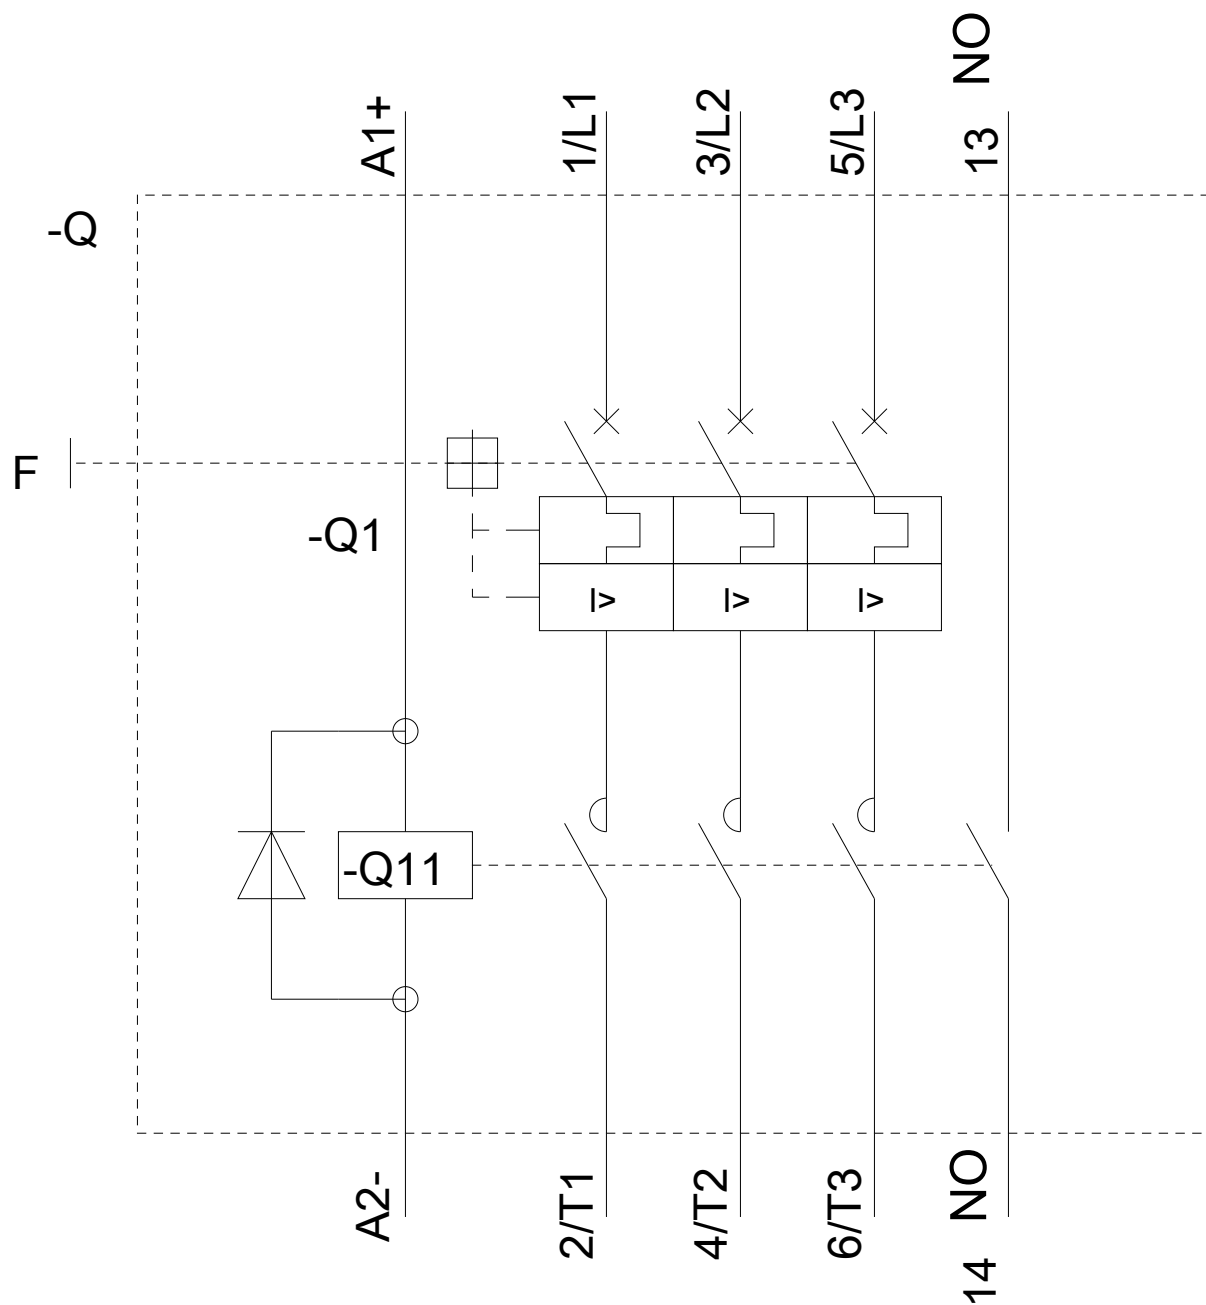 NO
A1+
1/L1
3/L2
5/L3
13
-Q
F
-Q1
I>
I>
I>
-Q11
A2-
2/T1
4/T2
6/T3
NO
14